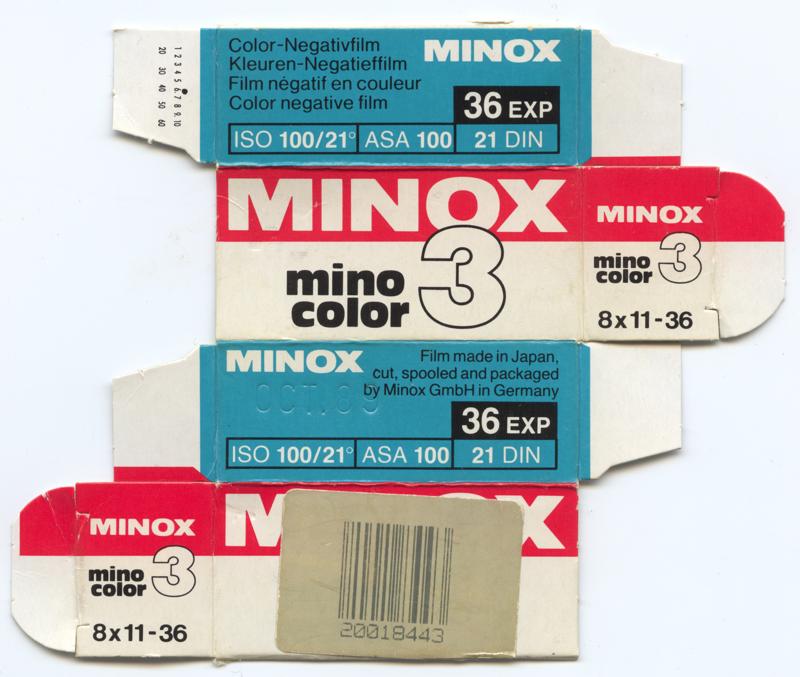 1 2 3 4 5 6 7 8 9 10
20 30 40 50 60
Color-Negativfilm
Kleuren-Negatieffilm
Film négatif en couleur
Color negative film
MINOX
36 EXP
ISO 100/21° ASA 100 21 DIN
MINOX
mino
color
3
MINOX
mino
color
3
8x11-36
MINOX
Film made in Japan,
cut, spooled and packaged
by Minox GmbH in Germany
36 EXP
ISO 100/21° ASA 100 21 DIN
MINOX
mino
color
3
8x11-36
20018443